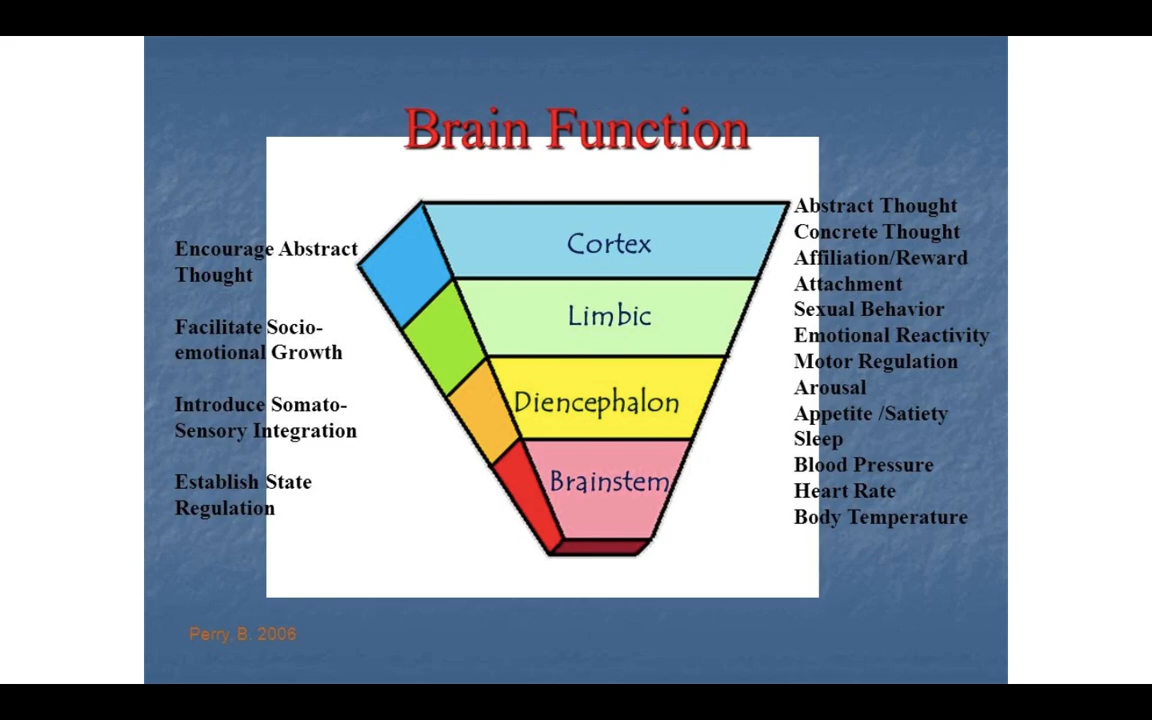 Brain Function
Encourage Abstract
Thought
Facilitate Socio-
emotional Growth
Introduce Somato-
Sensory Integration
Establish State
Regulation
Cortex
Limbic
Diencephalon
Brainstem
Abstract Thought
Concrete Thought
Affiliation/Reward
Attachment
Sexual Behavior
Emotional Reactivity
Motor Regulation
Arousal
Appetite /Satiety
Sleep
Blood Pressure
Heart Rate
Body Temperature
Perry, B. 2006